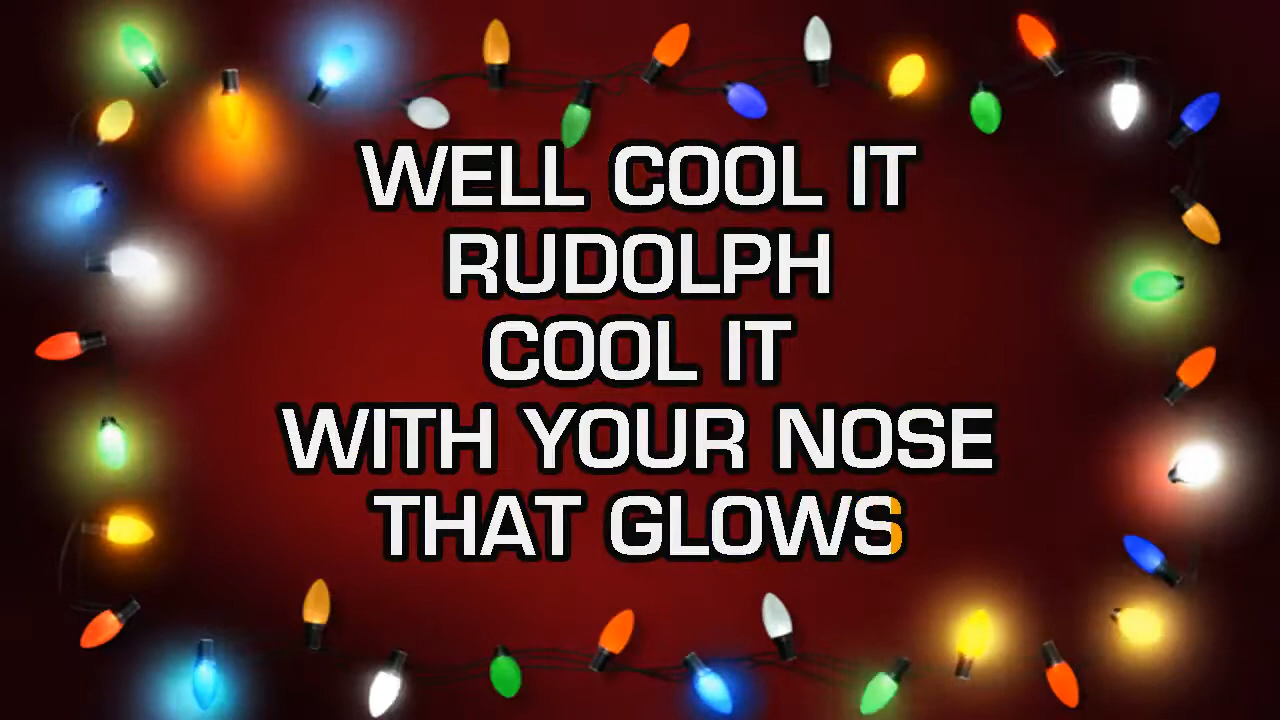 WELL COOL IT
RUDOLPH
COOL IT
WITH YOUR NOSE
THAT GLOWS